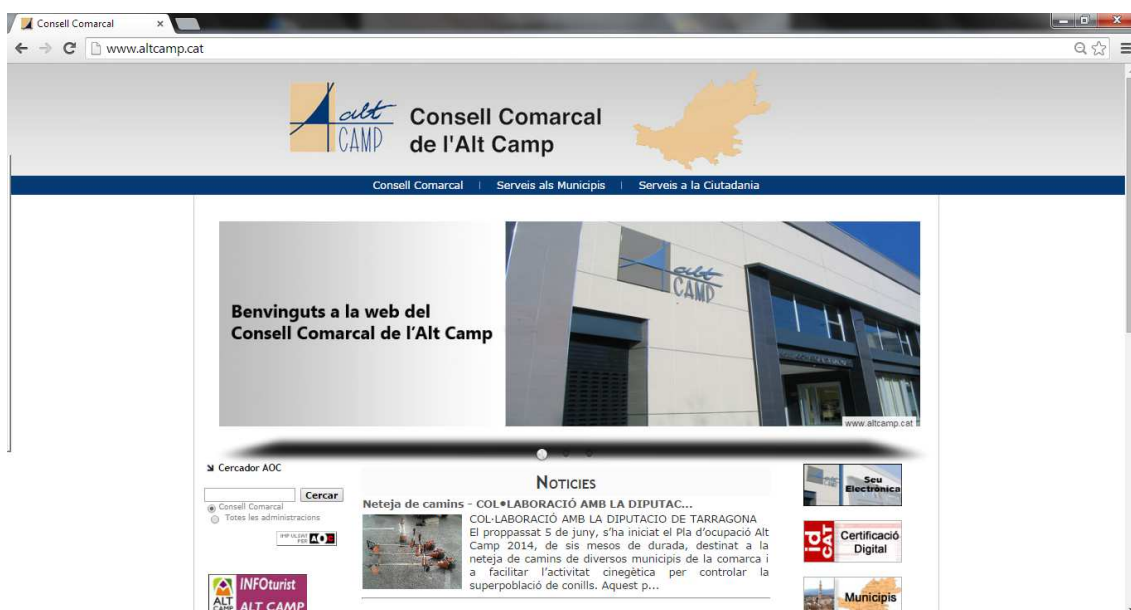 Consell Comarcal
www.altcamp.cat
alt
CAMP
Consell Comarcal
de l'Alt Camp
Consell Comarcal | Serveis als Municipis | Serveis a la Ciutadania
Benvinguts a la web del
Consell Comarcal de l'Alt Camp
alt
CAMP
www.altcamp.cat
Cercador AOC
Cercar
Consell Comarcal
Totes les administracions
IMPULSAT
PER AOC
INFOturist
ALT CAMP
ALT
CAMP
NOTICIES
Neteja de camins - COL•LABORACIÓ AMB LA DIPUTAC...
COL·LABORACIÓ AMB LA DIPUTACIO DE TARRAGONA
El proppassat 5 de juny, s'ha iniciat el Pla d'ocupació Alt
Camp 2014, de sis mesos de durada, destinat a la
neteja de camins de diversos municipis de la comarca i
a facilitar l'activitat cinegètica per controlar la
superpoblació de conills. Aquest p...
Seu
Electrònica
idCAT
Certificació
Digital
Municipis